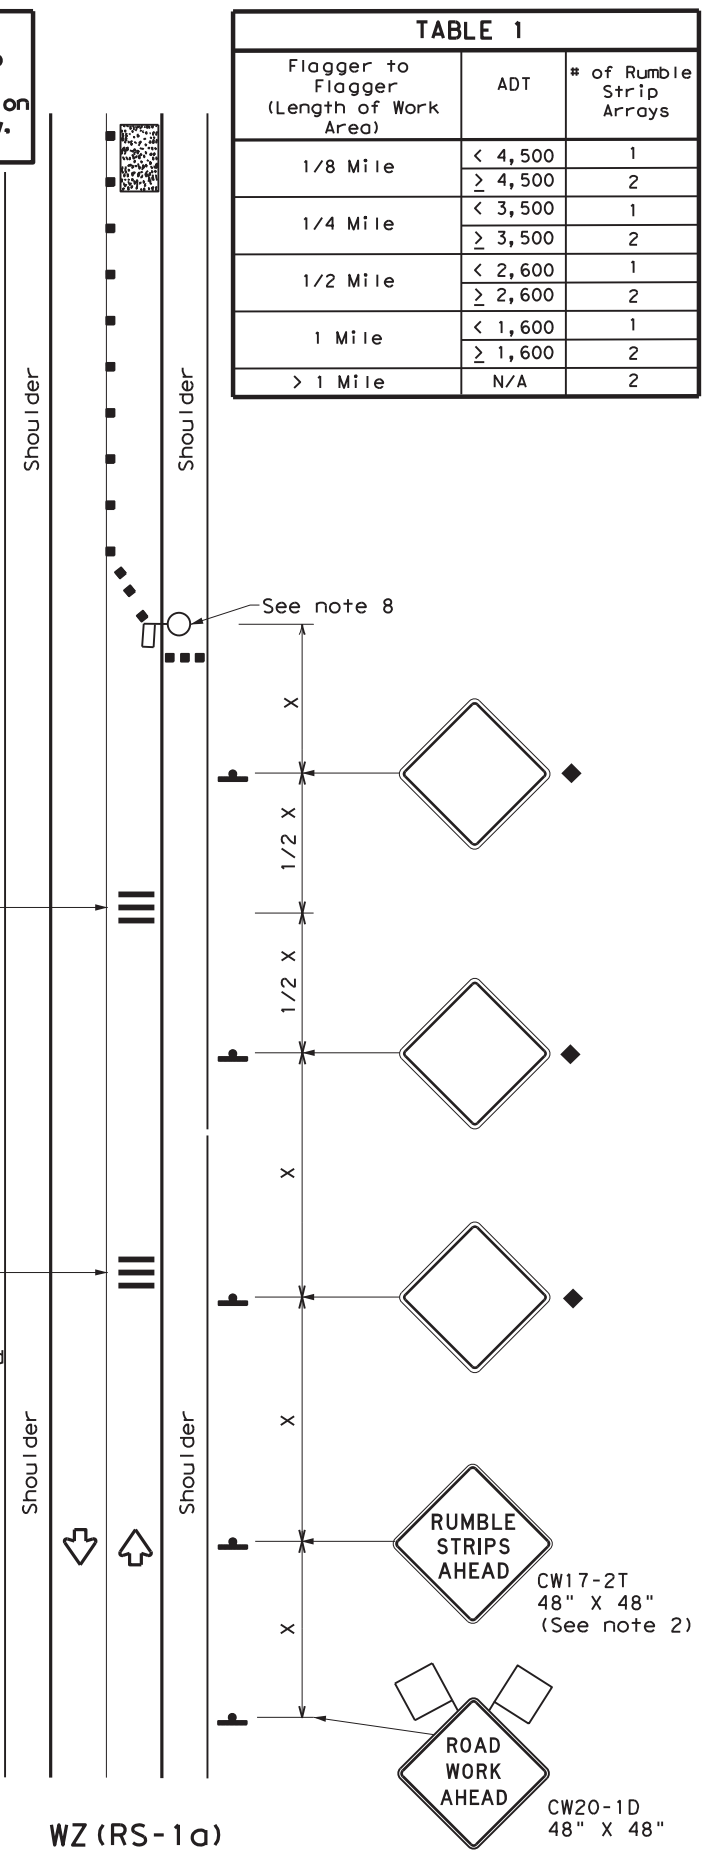 on
TABLE 1
Flagger to
Flagger
(Length of Work
Area)
ADT
# of Rumble
Strip
Arrays
1/8 Mile
< 4,500
1
≥ 4,500
2
1/4 Mile
< 3,500
1
≥ 3,500
2
1/2 Mile
< 2,600
1
≥ 2,600
2
1 Mile
< 1,600
1
≥ 1,600
2
> 1 Mile
N/A
2
Shoulder
Shoulder
See note 8
X
1/2 X
1/2 X
X
X
Shoulder
Shoulder
RUMBLE
STRIPS
AHEAD
CW17-2T
48" X 48"
(See note 2)
X
ROAD
WORK
AHEAD
CW20-1D
48" X 48"
WZ(RS-1a)